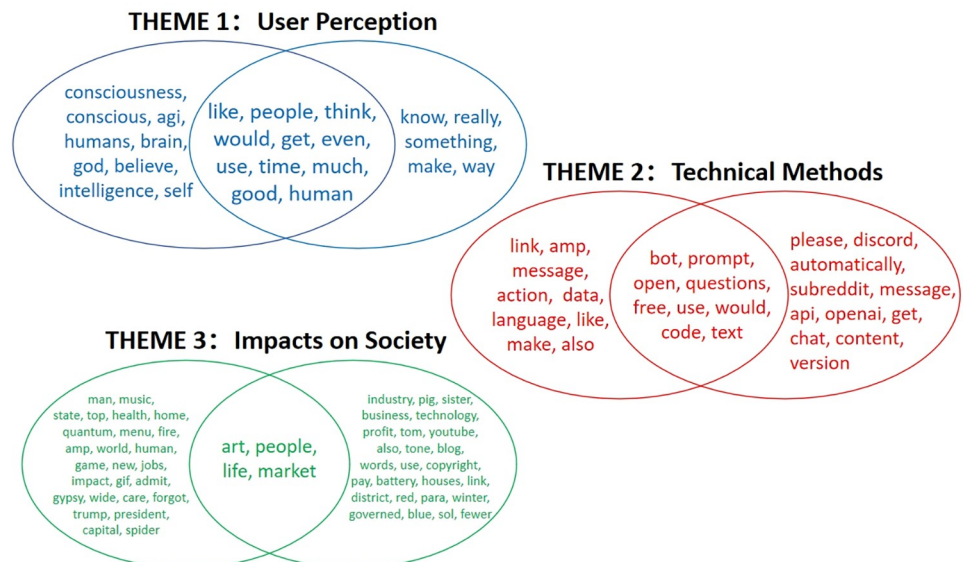 THEME 1: User Perception
consciousness,
conscious, agi,
humans, brain,
god, believe,
intelligence, self
like, people, think,
would, get, even,
use, time, much,
good, human
know, really,
something,
make, way
THEME 2: Technical Methods
link, amp,
message,
action, data,
language, like,
make, also
bot, prompt,
open, questions,
free, use, would,
code, text
please, discord,
automatically,
subreddit, message,
api, openai, get,
chat, content,
version
THEME 3: Impacts on Society
man, music,
state, top, health, home,
quantum, menu, fire,
amp, world, human,
game, new, jobs,
impact, gif, admit,
gypsy, wide, care, forgot,
trump, president,
capital, spider
art, people,
life, market
industry, pig, sister,
business, technology,
profit, tom, youtube,
also, tone, blog,
words, use, copyright,
pay, battery, houses, link,
district, red, para, winter,
governed, blue, sol, fewer